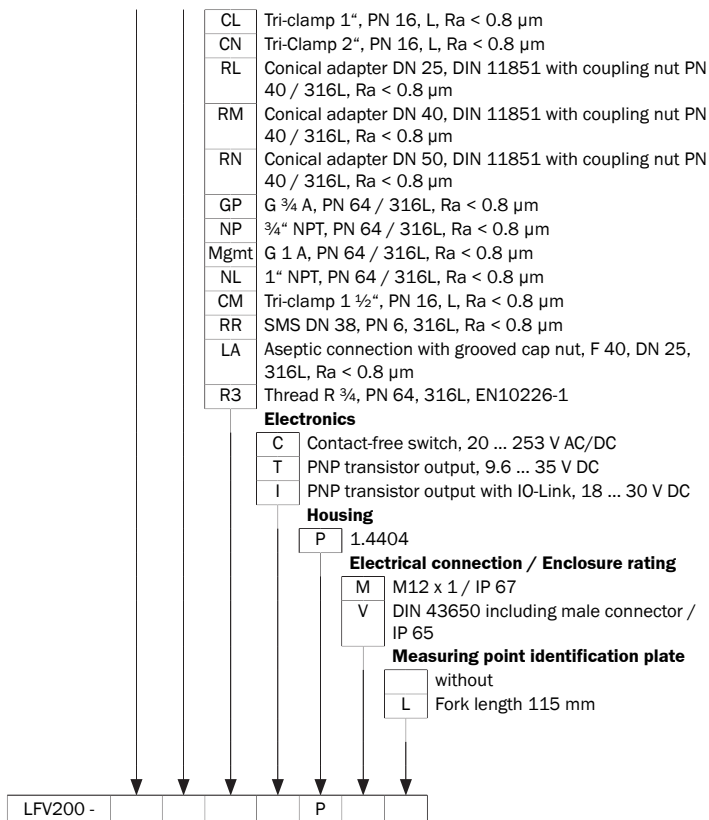 CL Tri-clamp 1“, PN 16, L, Ra < 0.8 µm
CN Tri-Clamp 2“, PN 16, L, Ra < 0.8 µm
RL Conical adapter DN 25, DIN 11851 with coupling nut PN
40 / 316L, Ra < 0.8 µm
RM Conical adapter DN 40, DIN 11851 with coupling nut PN
40 / 316L, Ra < 0.8 µm
RN Conical adapter DN 50, DIN 11851 with coupling nut PN
40 / 316L, Ra < 0.8 µm
GP G ¾ A, PN 64 / 316L, Ra < 0.8 µm
NP ¾“ NPT, PN 64 / 316L, Ra < 0.8 µm
Mgmt G 1 A, PN 64 / 316L, Ra < 0.8 µm
NL 1“ NPT, PN 64 / 316L, Ra < 0.8 µm
CM Tri-clamp 1 ½“, PN 16, L, Ra < 0.8 µm
RR SMS DN 38, PN 6, 316L, Ra < 0.8 µm
LA Aseptic connection with grooved cap nut, F 40, DN 25,
316L, Ra < 0.8 µm
R3 Thread R ¾, PN 64, 316L, EN10226-1
Electronics
C Contact-free switch, 20 ... 253 V AC/DC
T PNP transistor output, 9.6 ... 35 V DC
I PNP transistor output with IO-Link, 18 ... 30 V DC
Housing
P 1.4404
Electrical connection / Enclosure rating
M M12 x 1 / IP 67
V DIN 43650 including male connector /
IP 65
Measuring point identification plate
without
L Fork length 115 mm
LFV200 - P